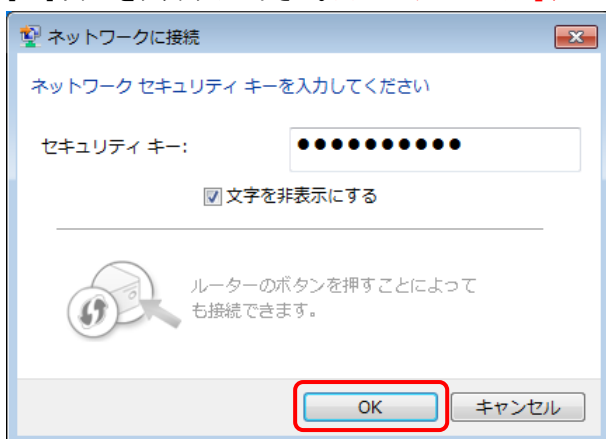 ネットワークに接続
ネットワーク セキュリティ キーを入力してください
セキュリティ キー: ●●●●●●●●●●
文字を非表示にする
ルーターのボタンを押すことによって
も接続できます。
OK キャンセル